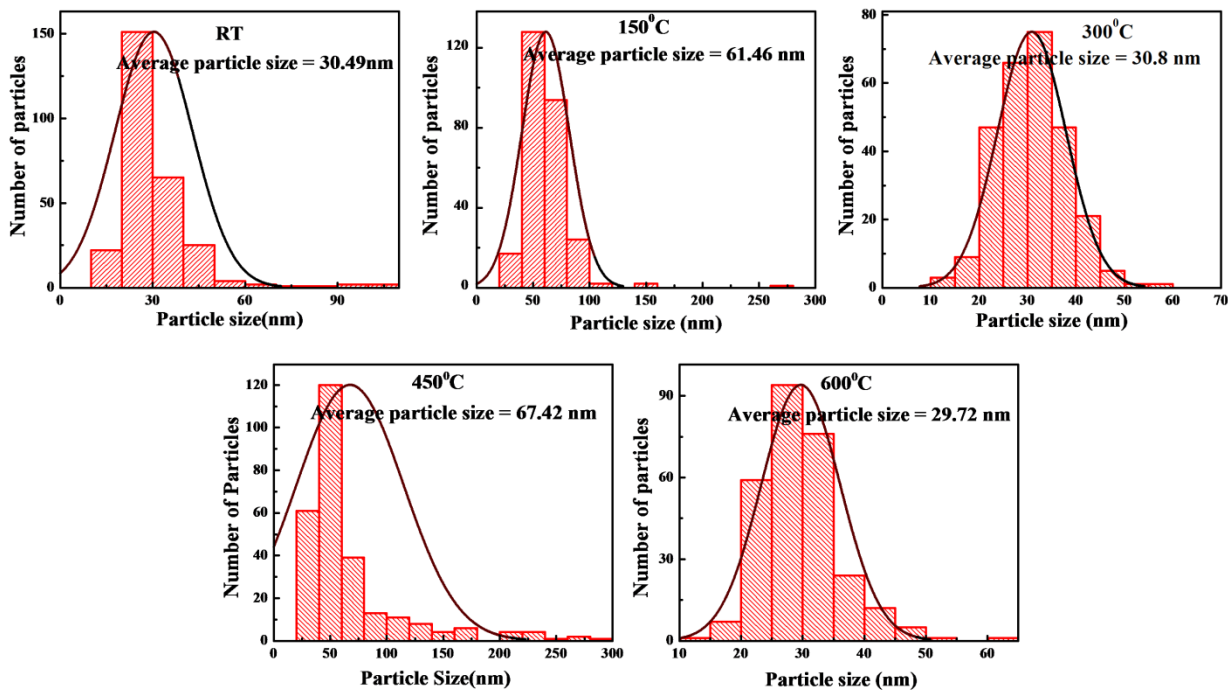 RT
Average particle size = 30.49nm
Number of particles
150
100
50
0
0 30 60 90
Particle size(nm)
150⁰C
Average particle size = 61.46 nm
Number of particles
120
80
40
0
0 50 100 150 200 250 300
Particle size (nm)
300⁰C
Average particle size = 30.8 nm
Number of particles
80
60
40
20
0
0 10 20 30 40 50 60 70
Particle size (nm)
450⁰C
Average particle size = 67.42 nm
Number of Particles
120
100
80
60
40
20
0
0 50 100 150 200 250 300
Particle Size(nm)
600⁰C
Average particle size = 29.72 nm
Number of particles
90
60
30
0
10 20 30 40 50 60
Particle size (nm)